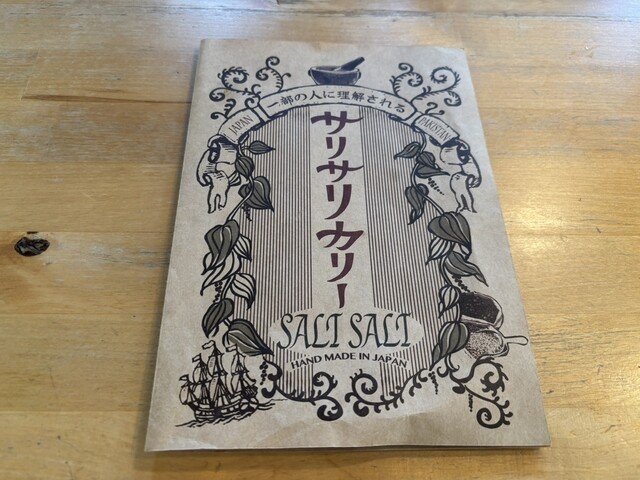 一部の人に理解される
JAPAN
PAKISTAN
サリサリカリー
SALI SALI
HAND MADE IN JAPAN